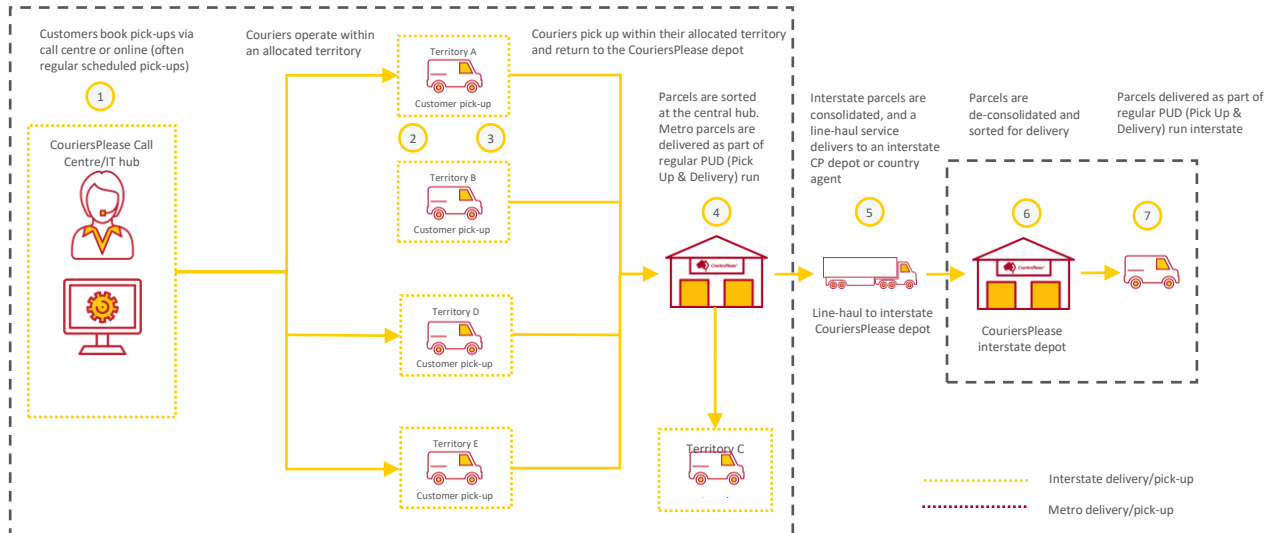 Customers book pick-ups via
call centre or online (often
regular scheduled pick-ups)
1
CouriersPlease Call
Centre/IT hub
Couriers operate within
an allocated territory
Territory A
Customer pick-up
2
3
Territory B
Customer pick-up
Territory D
Customer pick-up
Territory E
Customer pick-up
Couriers pick up within their allocated territory
and return to the CouriersPlease depot
Parcels are sorted
at the central hub.
Metro parcels are
delivered as part of
regular PUD (Pick
Up & Delivery) run
4
CouriersPlease
Territory C
Interstate parcels are
consolidated, and a
line-haul service
delivers to an interstate
CP depot or country
agent
5
Line-haul to interstate
CouriersPlease depot
Parcels are
de-consolidated and
sorted for delivery
6
CouriersPlease
CouriersPlease
interstate depot
Parcels delivered as part of
regular PUD (Pick Up &
Delivery) run interstate
7
Interstate delivery/pick-up
Metro delivery/pick-up